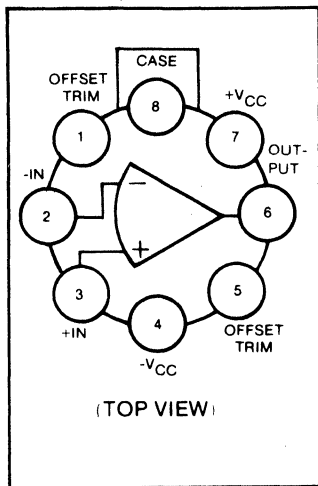 CASE
OFFSET
TRIM
8
+VCC
1
7
OUT-
PUT
-IN
2
−
6
+
3
5
+IN
4
OFFSET
TRIM
-VCC
(TOP VIEW)